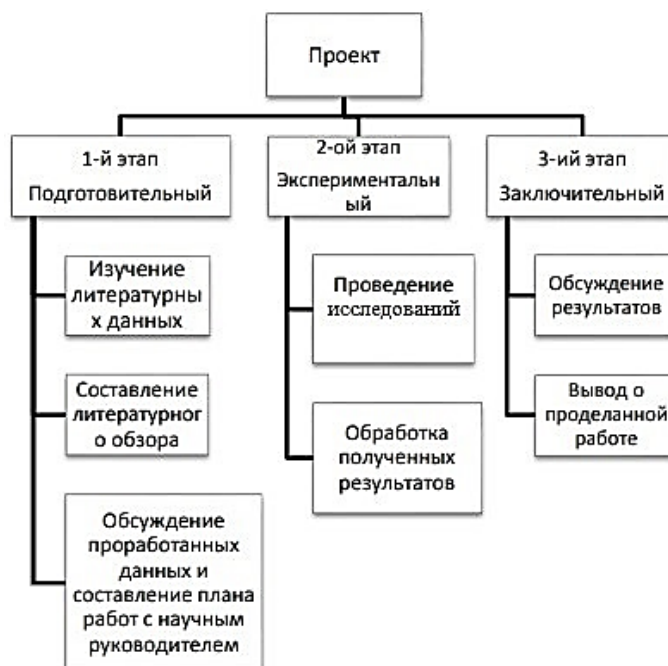 Проект
1-й этап
Подготовительный
Изучение
литературны
х данных
Составление
литературног
о обзора
Обсуждение
проработанных
данных и
составление плана
работ с научным
руководителем
2-ой этап
Экспериментальн
ый
Проведение
исследований
Обработка
полученных
результатов
3-ий этап
Заключительный
Обсуждение
результатов
Вывод о
проделанной
работе